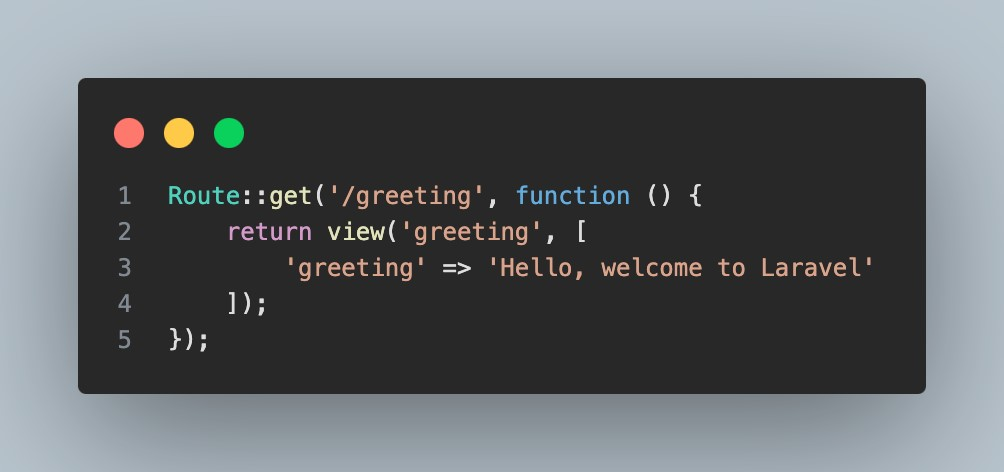 1 Route::get('/greeting', function () {
2     return view('greeting', [
3         'greeting' => 'Hello, welcome to Laravel'
4     ]);
5 });